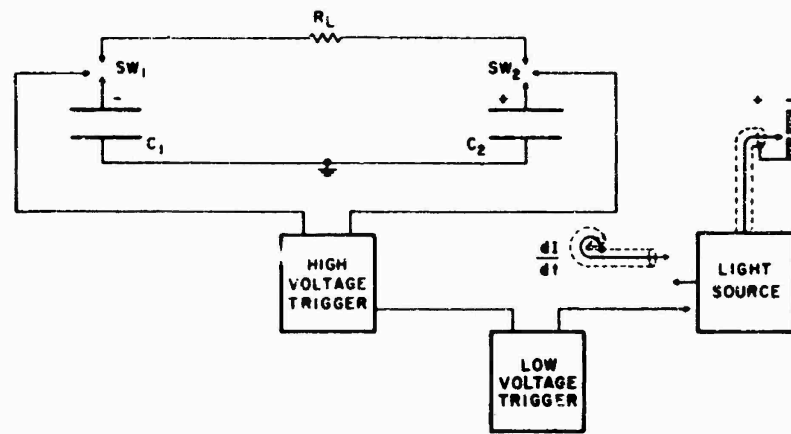 R_L
SW₁
SW₂
-
+
C₁
C₂
+ -
HIGH
VOLTAGE
TRIGGER
dI
dt
LIGHT
SOURCE
LOW
VOLTAGE
TRIGGER